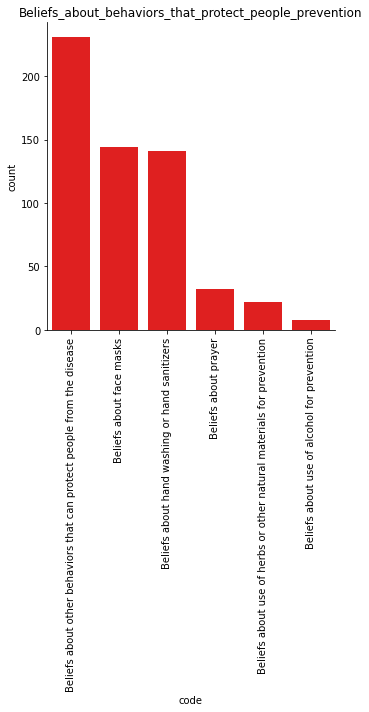 Beliefs_about_behaviors_that_protect_people_prevention
200
150
100
50
0
count
Beliefs about other behaviors that can protect people from the disease
Beliefs about face masks
Beliefs about hand washing or hand sanitizers
Beliefs about prayer
Beliefs about use of herbs or other natural materials for prevention
Beliefs about use of alcohol for prevention
code